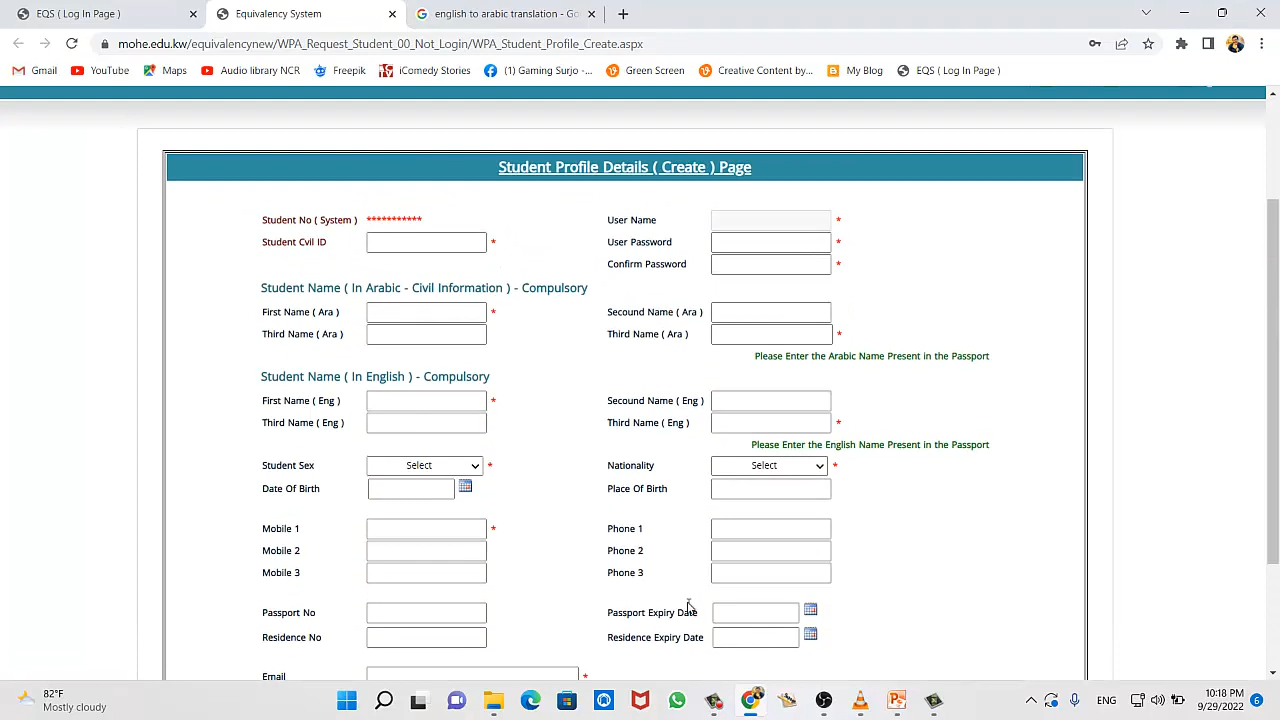 EQS ( Log In Page )
Equivalency System
english to arabic translation - Go
mohe.edu.kw/equivalencynew/WPA_Request_Student_00_Not_Login/WPA_Student_Profile_Create.aspx
Gmail YouTube Maps Audio library NCR Freepik iComedy Stories (1) Gaming Surjo -... Green Screen Creative Content by... My Blog EQS ( Log In Page )
Student Profile Details ( Create ) Page
Student No ( System ) *********** User Name *
Student Cvil ID * User Password *
Confirm Password *
Student Name ( In Arabic - Civil Information ) - Compulsory
First Name ( Ara ) * Secound Name ( Ara )
Third Name ( Ara ) Third Name ( Ara ) *
Please Enter the Arabic Name Present in the Passport
Student Name ( In English ) - Compulsory
First Name ( Eng ) * Secound Name ( Eng )
Third Name ( Eng ) Third Name ( Eng ) *
Please Enter the English Name Present in the Passport
Student Sex Select * Nationality Select *
Date Of Birth Place Of Birth
Mobile 1 * Phone 1
Mobile 2 Phone 2
Mobile 3 Phone 3
Passport No Passport Expiry Date
Residence No Residence Expiry Date
Email *
82°F
Mostly cloudy
ENG
10:18 PM
9/29/2022
6